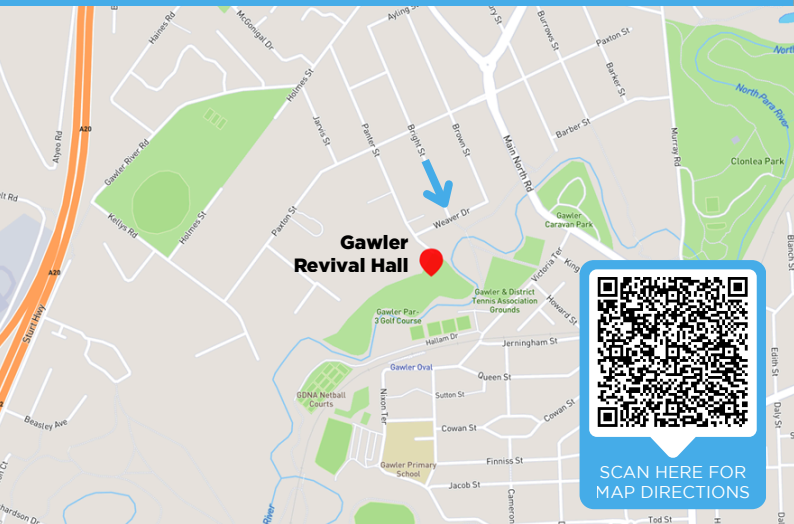 Haines Rd
McGonigal Dr
Ayling St
Burrows St
Paxton St
Barker St
North Para River
A20
Holmes St
Jarvis St
Panter St
Bright St
Brown St
Main North Rd
Barber St
Murray Rd
Clonlea Park
Atyeo Rd
Gawler River Rd
Kellys Rd
Holmes St
Paxton St
Weaver Dr
Gawler
Caravan Park
Blanch St
Gawler
Revival Hall
Victoria Ter
King
A20
Gawler & District
Tennis Association
Grounds
Howard St
Sturt Hwy
Gawler Par-
3 Golf Course
Hallam Dr
Jerningham St
Gawler Oval
Queen St
Edith St
GDNA Netball
Courts
Nixon Ter
Sutton St
Cowan St
Cowan St
Daly St
Beasley Ave
Finniss St
Gawler Primary
School
Jacob St
Cameron
River
Tod St
SCAN HERE FOR
MAP DIRECTIONS